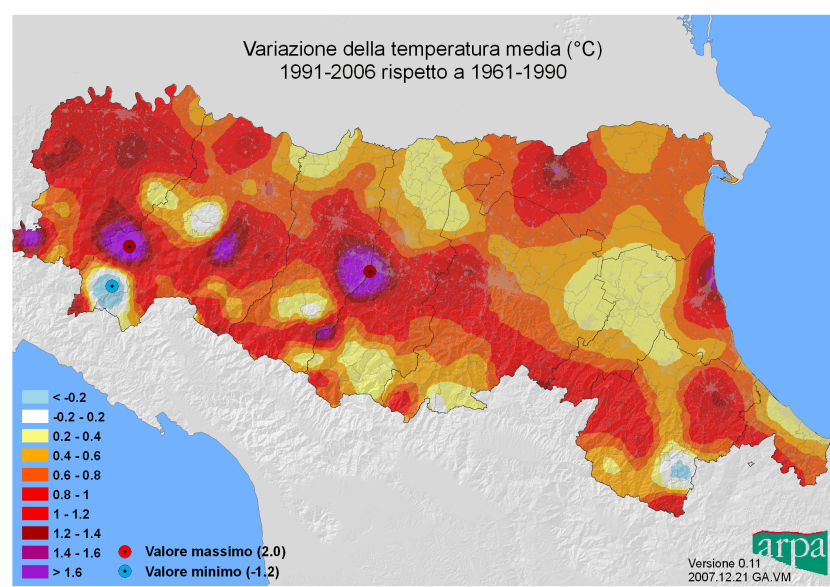 Variazione della temperatura media (°C)
1991-2006 rispetto a 1961-1990
< -0.2
-0.2 - 0.2
0.2 - 0.4
0.4 - 0.6
0.6 - 0.8
0.8 - 1
1 - 1.2
1.2 - 1.4
1.4 - 1.6
> 1.6
Valore massimo (2.0)
Valore minimo (-1.2)
arpa
Versione 0.11
2007.12.21 GA.VM